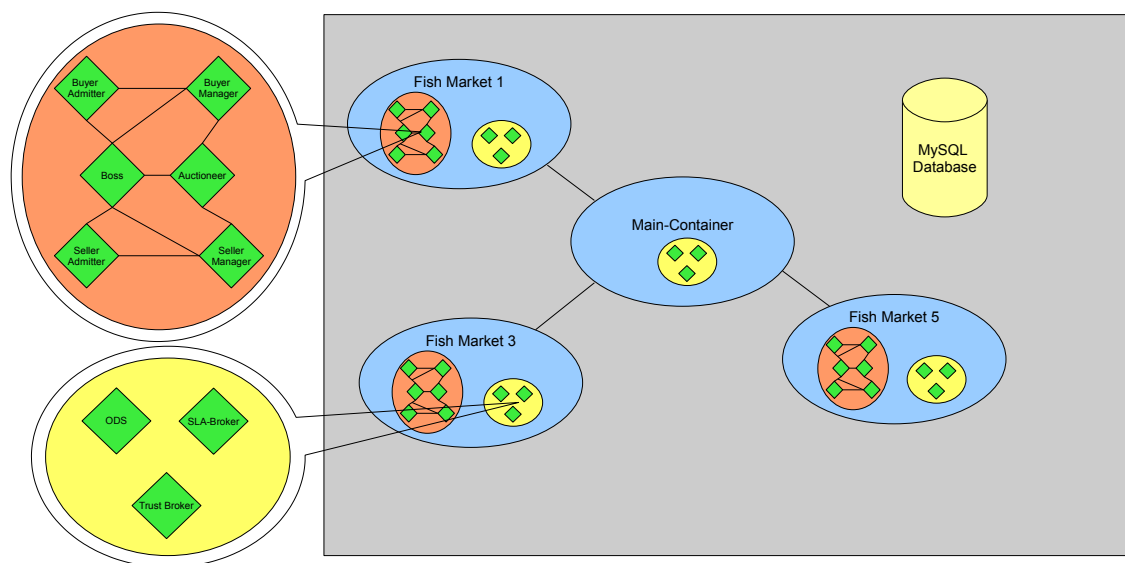 Buyer
Admitter
Buyer
Manager
Boss
Auctioneer
Seller
Admitter
Seller
Manager
ODS
SLA-Broker
Trust Broker
Fish Market 1
Main-Container
Fish Market 3
Fish Market 5
MySQL
Database